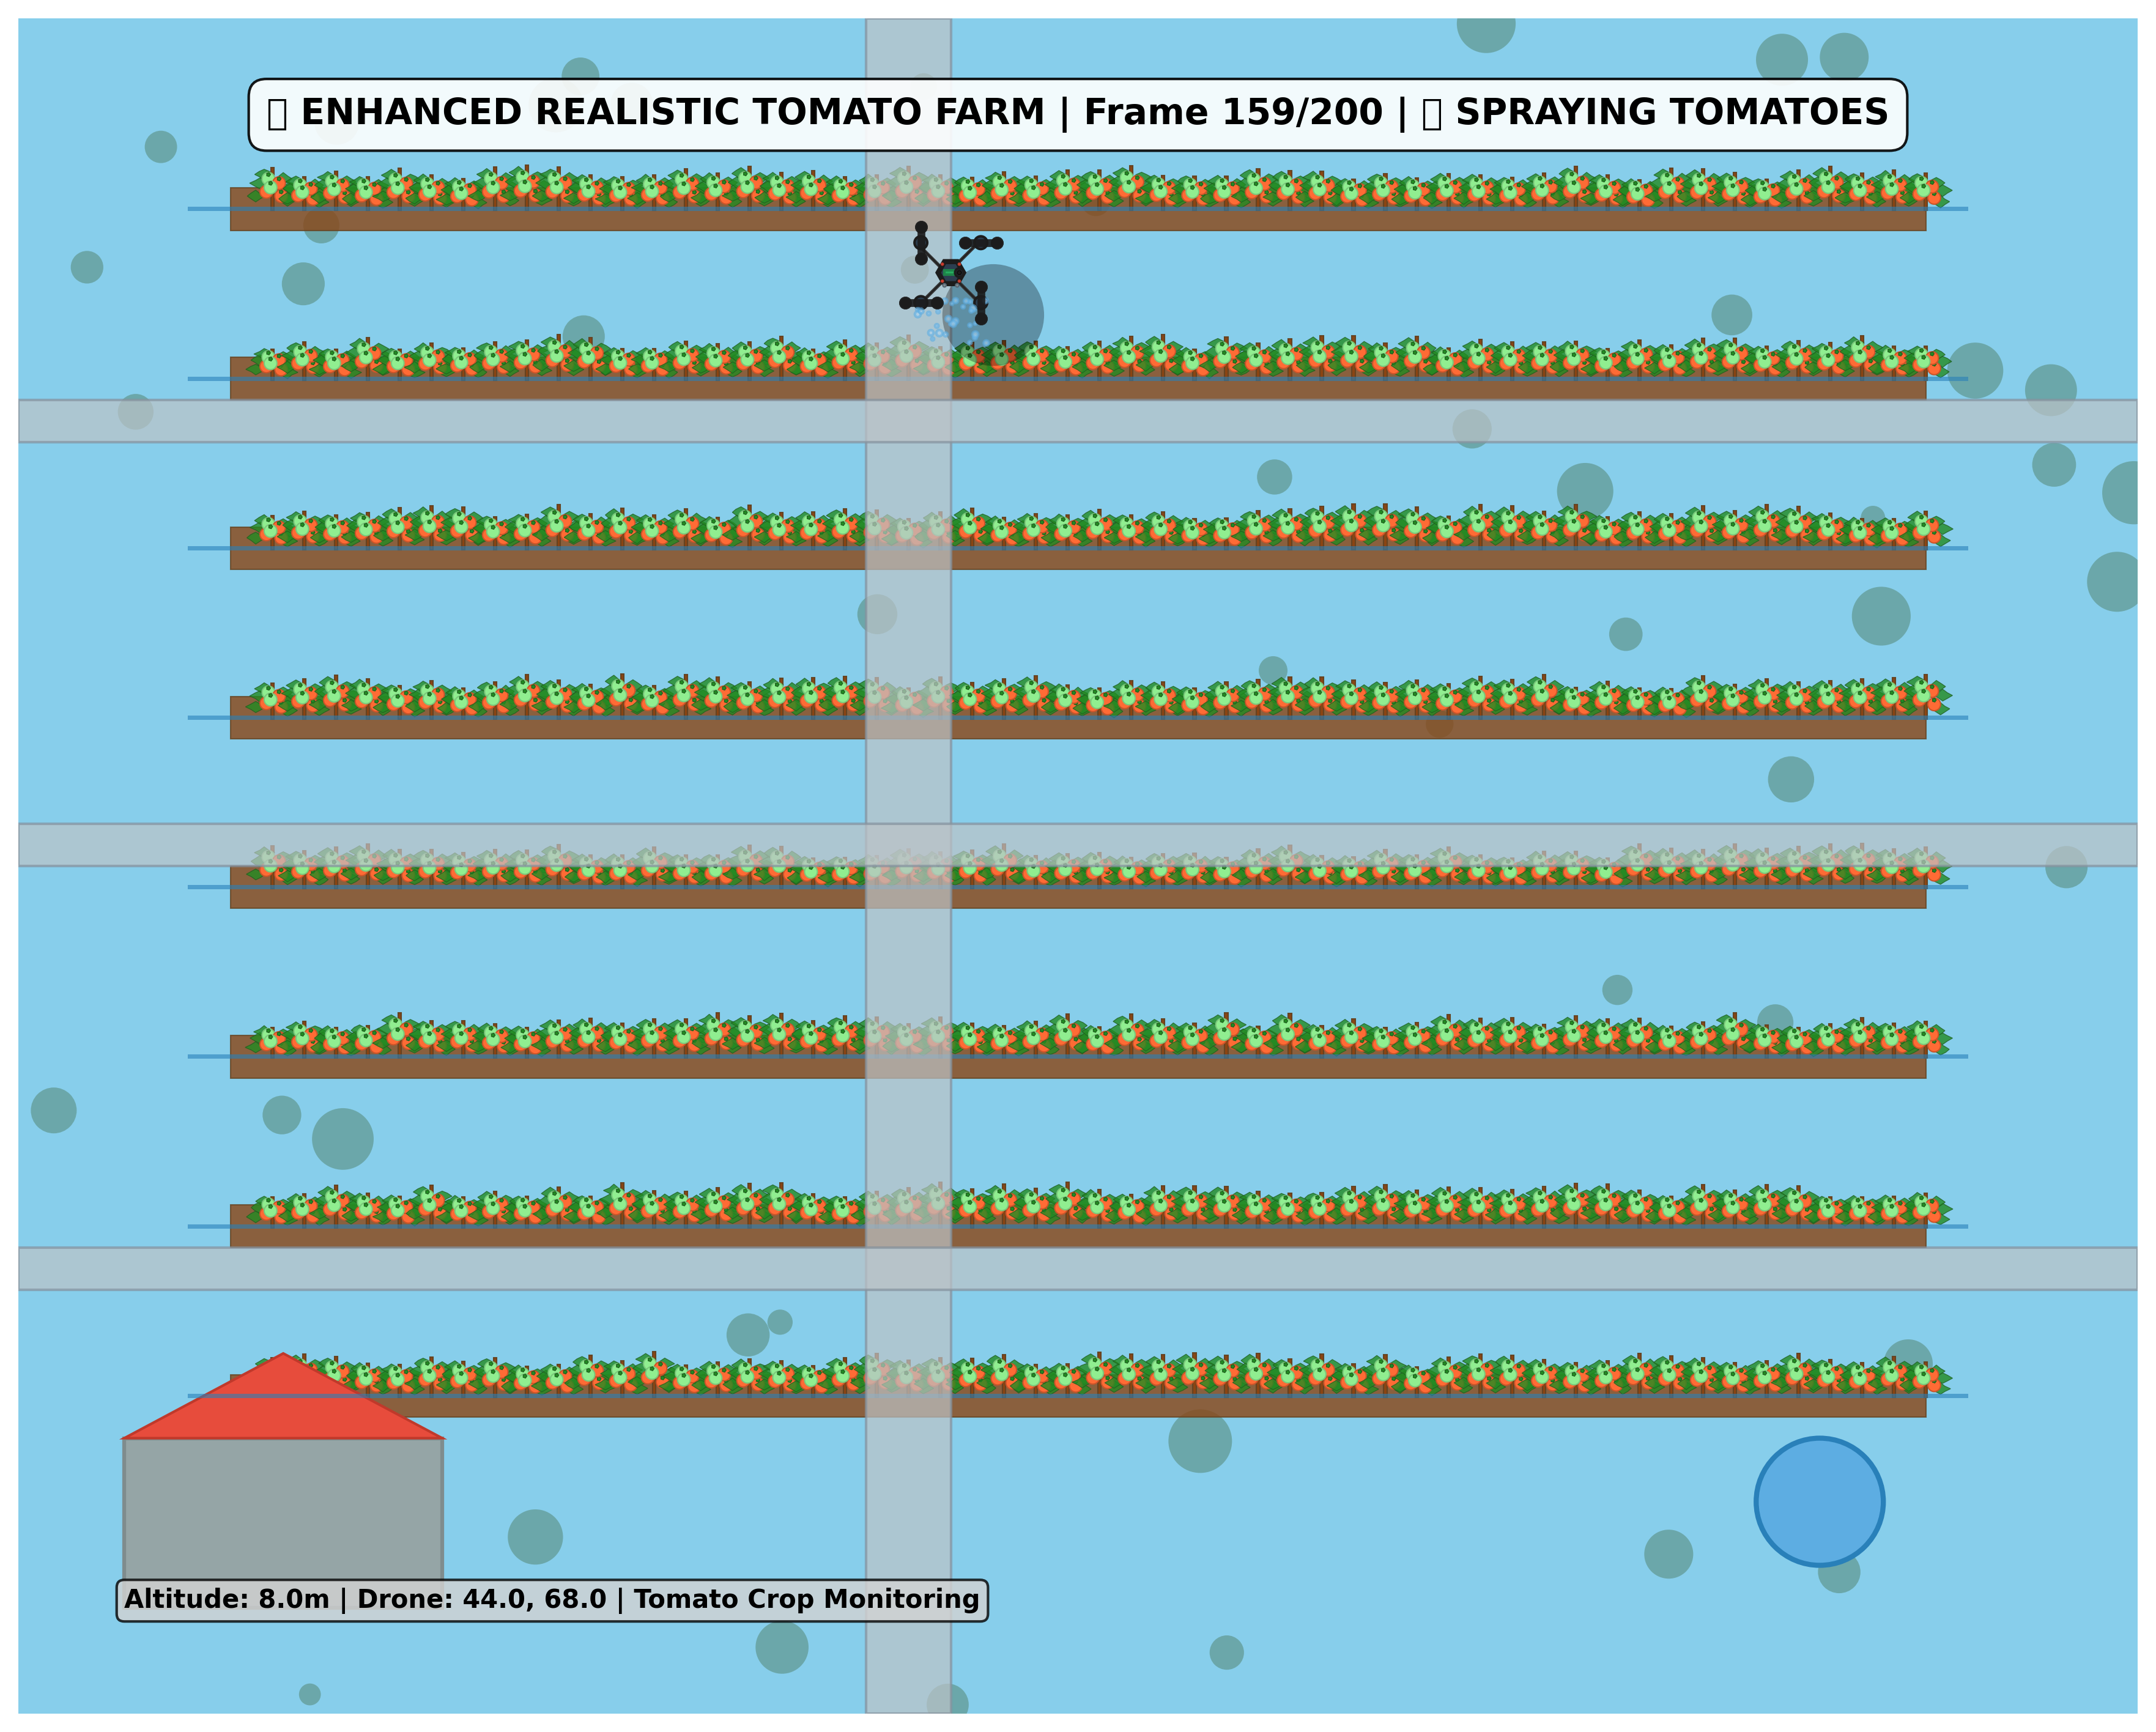 ▯ ENHANCED REALISTIC TOMATO FARM | Frame 159/200 | ▯ SPRAYING TOMATOES
Altitude: 8.0m | Drone: 44.0, 68.0 | Tomato Crop Monitoring